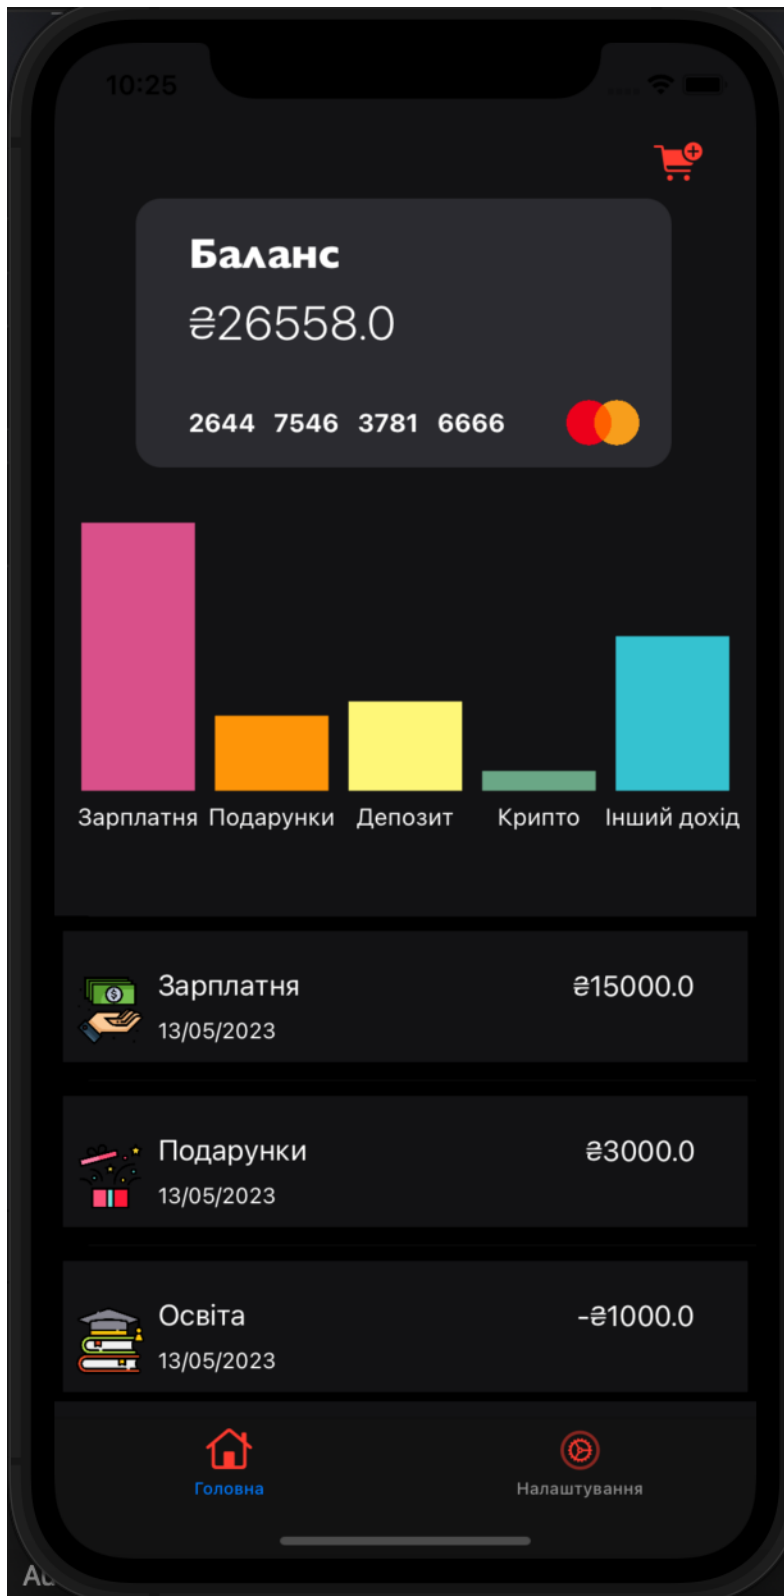 10:25
Баланс
₴26558.0
2644 7546 3781 6666
Зарплатня Подарунки Депозит Крипто Інший дохід
Зарплатня ₴15000.0
13/05/2023
Подарунки ₴3000.0
13/05/2023
Освіта -₴1000.0
13/05/2023
Головна Налаштування